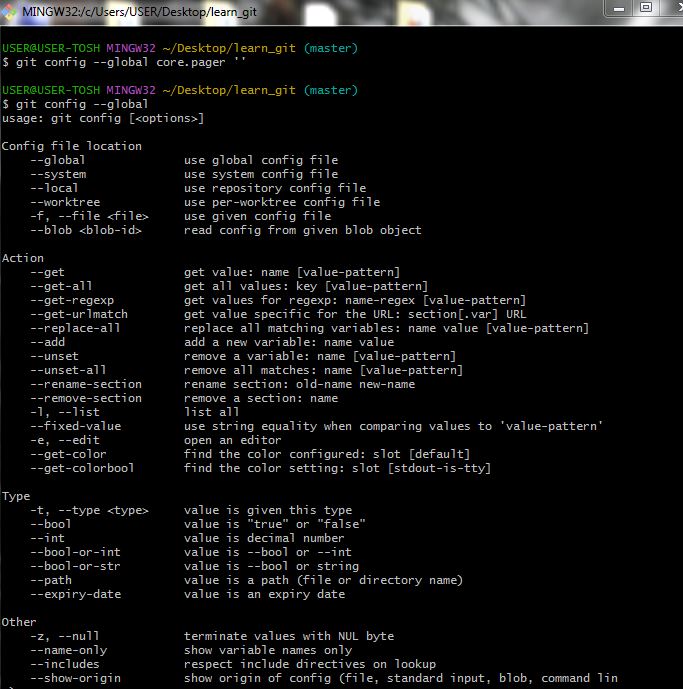 MINGW32:/c/Users/USER/Desktop/learn_git
USER@USER-TOSH MINGW32 ~/Desktop/learn_git (master)
$ git config --global core.pager ''
USER@USER-TOSH MINGW32 ~/Desktop/learn_git (master)
$ git config --global
usage: git config [<options>]
Config file location
--global use global config file
--system use system config file
--local use repository config file
--worktree use per-worktree config file
-f, --file <file> use given config file
--blob <blob-id> read config from given blob object
Action
--get get value: name [value-pattern]
--get-all get all values: key [value-pattern]
--get-regexp get values for regexp: name-regex [value-pattern]
--get-urlmatch get value specific for the URL: section[.var] URL
--replace-all replace all matching variables: name value [value-pattern]
--add add a new variable: name value
--unset remove a variable: name [value-pattern]
--unset-all remove all matches: name [value-pattern]
--rename-section rename section: old-name new-name
--remove-section remove a section: name
-l, --list list all
--fixed-value use string equality when comparing values to 'value-pattern'
-e, --edit open an editor
--get-color find the color configured: slot [default]
--get-colorbool find the color setting: slot [stdout-is-tty]
Type
-t, --type <type> value is given this type
--bool value is "true" or "false"
--int value is decimal number
--bool-or-int value is --bool or --int
--bool-or-str value is --bool or string
--path value is a path (file or directory name)
--expiry-date value is an expiry date
Other
-z, --null terminate values with NUL byte
--name-only show variable names only
--includes respect include directives on lookup
--show-origin show origin of config (file, standard input, blob, command lin